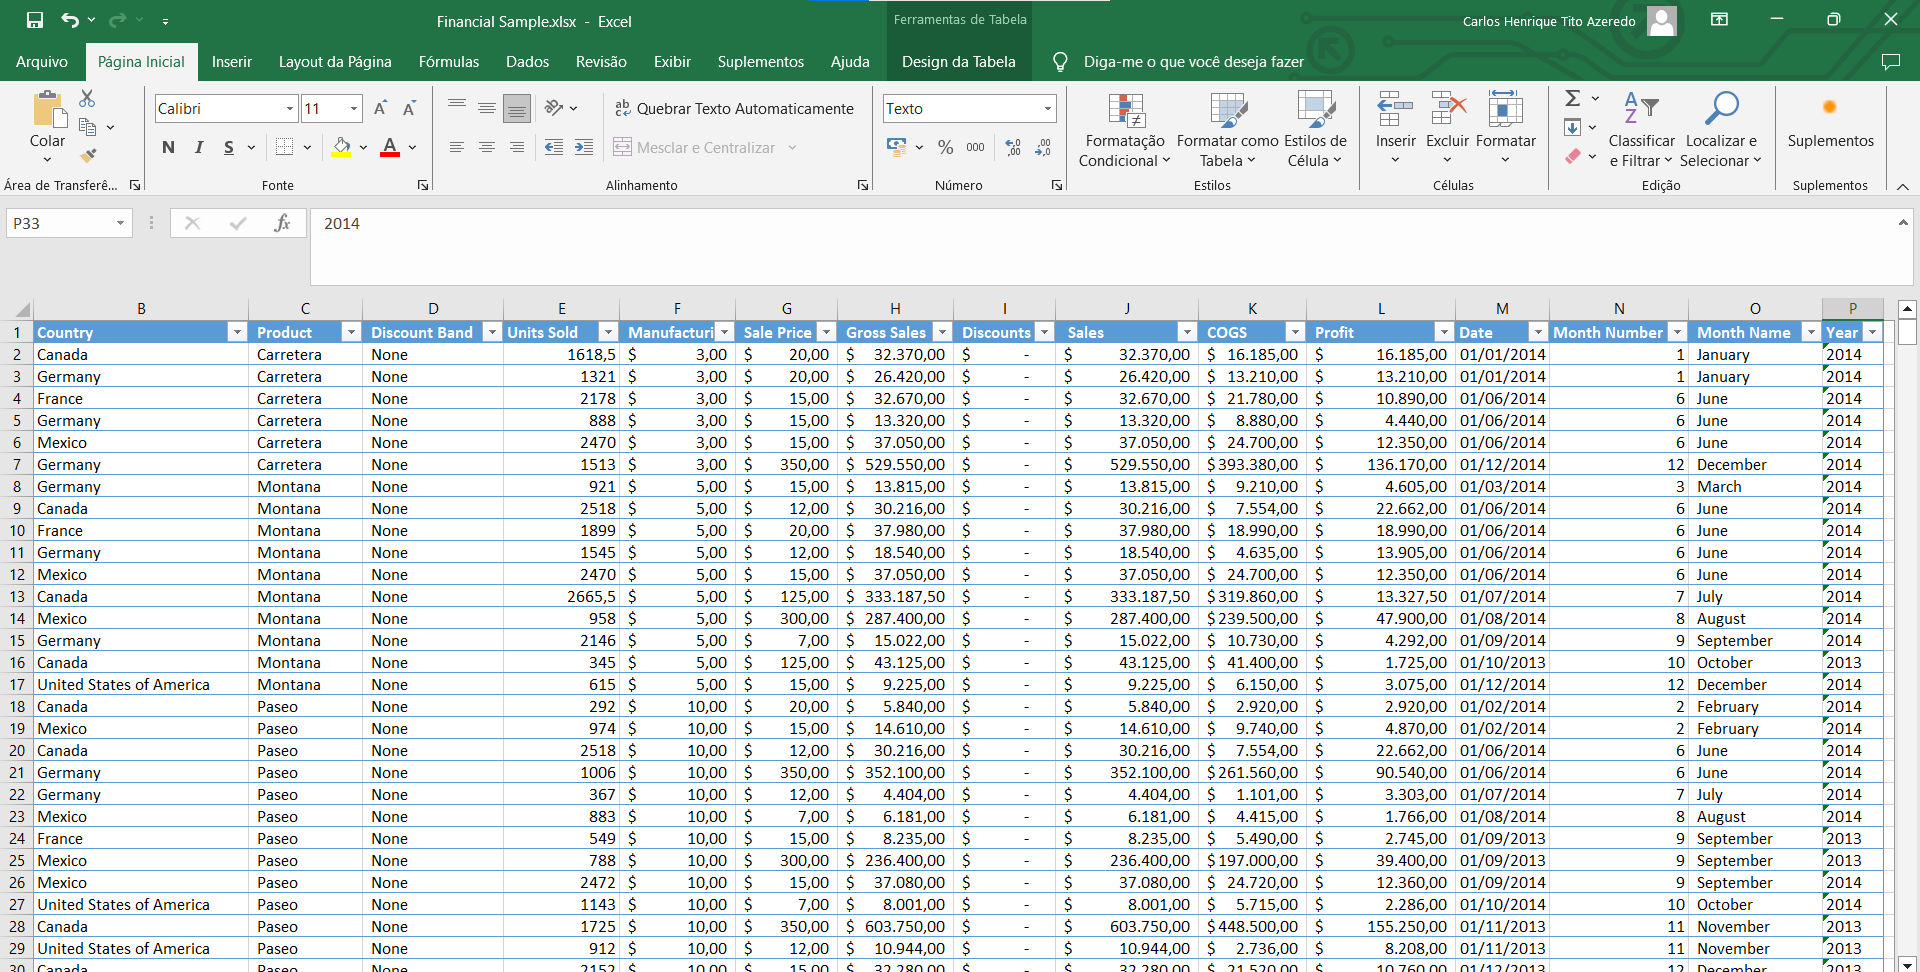 Financial Sample.xlsx - Excel
Ferramentas de Tabela
Carlos Henrique Tito Azeredo
Arquivo Página Inicial Inserir Layout da Página Fórmulas Dados Revisão Exibir Suplementos Ajuda Design da Tabela Diga-me o que você deseja fazer
Colar
Área de Transferê...
Calibri 11 A A
N I S A
Fonte
ab Quebrar Texto Automaticamente
Mesclar e Centralizar
Alinhamento
Texto
% 000
Número
Formatação Condicional
Formatar como Tabela
Estilos de Célula
Estilos
Inserir Excluir Formatar
Células
Classificar e Filtrar
Localizar e Selecionar
Edição
Suplementos
Suplementos
P33 fx 2014
B C D E F G H I J K L M N O P
1 Country Product Discount Band Units Sold Manufacturi Sale Price Gross Sales Discounts Sales COGS Profit Date Month Number Month Name Year
2 Canada Carretera None 1618,5 $ 3,00 $ 20,00 $ 32.370,00 $ - $ 32.370,00 $ 16.185,00 $ 16.185,00 01/01/2014 1 January 2014
3 Germany Carretera None 1321 $ 3,00 $ 20,00 $ 26.420,00 $ - $ 26.420,00 $ 13.210,00 $ 13.210,00 01/01/2014 1 January 2014
4 France Carretera None 2178 $ 3,00 $ 15,00 $ 32.670,00 $ - $ 32.670,00 $ 21.780,00 $ 10.890,00 01/06/2014 6 June 2014
5 Germany Carretera None 888 $ 3,00 $ 15,00 $ 13.320,00 $ - $ 13.320,00 $ 8.880,00 $ 4.440,00 01/06/2014 6 June 2014
6 Mexico Carretera None 2470 $ 3,00 $ 15,00 $ 37.050,00 $ - $ 37.050,00 $ 24.700,00 $ 12.350,00 01/06/2014 6 June 2014
7 Germany Carretera None 1513 $ 3,00 $ 350,00 $ 529.550,00 $ - $ 529.550,00 $ 393.380,00 $ 136.170,00 01/12/2014 12 December 2014
8 Germany Montana None 921 $ 5,00 $ 15,00 $ 13.815,00 $ - $ 13.815,00 $ 9.210,00 $ 4.605,00 01/03/2014 3 March 2014
9 Canada Montana None 2518 $ 5,00 $ 12,00 $ 30.216,00 $ - $ 30.216,00 $ 7.554,00 $ 22.662,00 01/06/2014 6 June 2014
10 France Montana None 1899 $ 5,00 $ 20,00 $ 37.980,00 $ - $ 37.980,00 $ 18.990,00 $ 18.990,00 01/06/2014 6 June 2014
11 Germany Montana None 1545 $ 5,00 $ 12,00 $ 18.540,00 $ - $ 18.540,00 $ 4.635,00 $ 13.905,00 01/06/2014 6 June 2014
12 Mexico Montana None 2470 $ 5,00 $ 15,00 $ 37.050,00 $ - $ 37.050,00 $ 24.700,00 $ 12.350,00 01/06/2014 6 June 2014
13 Canada Montana None 2665,5 $ 5,00 $ 125,00 $ 333.187,50 $ - $ 333.187,50 $ 319.860,00 $ 13.327,50 01/07/2014 7 July 2014
14 Mexico Montana None 958 $ 5,00 $ 300,00 $ 287.400,00 $ - $ 287.400,00 $ 239.500,00 $ 47.900,00 01/08/2014 8 August 2014
15 Germany Montana None 2146 $ 5,00 $ 7,00 $ 15.022,00 $ - $ 15.022,00 $ 10.730,00 $ 4.292,00 01/09/2014 9 September 2014
16 Canada Montana None 345 $ 5,00 $ 125,00 $ 43.125,00 $ - $ 43.125,00 $ 41.400,00 $ 1.725,00 01/10/2013 10 October 2013
17 United States of America Montana None 615 $ 5,00 $ 15,00 $ 9.225,00 $ - $ 9.225,00 $ 6.150,00 $ 3.075,00 01/12/2014 12 December 2014
18 Canada Paseo None 292 $ 10,00 $ 20,00 $ 5.840,00 $ - $ 5.840,00 $ 2.920,00 $ 2.920,00 01/02/2014 2 February 2014
19 Mexico Paseo None 974 $ 10,00 $ 15,00 $ 14.610,00 $ - $ 14.610,00 $ 9.740,00 $ 4.870,00 01/02/2014 2 February 2014
20 Canada Paseo None 2518 $ 10,00 $ 12,00 $ 30.216,00 $ - $ 30.216,00 $ 7.554,00 $ 22.662,00 01/06/2014 6 June 2014
21 Germany Paseo None 1006 $ 10,00 $ 350,00 $ 352.100,00 $ - $ 352.100,00 $ 261.560,00 $ 90.540,00 01/06/2014 6 June 2014
22 Germany Paseo None 367 $ 10,00 $ 12,00 $ 4.404,00 $ - $ 4.404,00 $ 1.101,00 $ 3.303,00 01/07/2014 7 July 2014
23 Mexico Paseo None 883 $ 10,00 $ 7,00 $ 6.181,00 $ - $ 6.181,00 $ 4.415,00 $ 1.766,00 01/08/2014 8 August 2014
24 France Paseo None 549 $ 10,00 $ 15,00 $ 8.235,00 $ - $ 8.235,00 $ 5.490,00 $ 2.745,00 01/09/2013 9 September 2013
25 Mexico Paseo None 788 $ 10,00 $ 300,00 $ 236.400,00 $ - $ 236.400,00 $ 197.000,00 $ 39.400,00 01/09/2013 9 September 2013
26 Mexico Paseo None 2472 $ 10,00 $ 15,00 $ 37.080,00 $ - $ 37.080,00 $ 24.720,00 $ 12.360,00 01/09/2014 9 September 2014
27 United States of America Paseo None 1143 $ 10,00 $ 7,00 $ 8.001,00 $ - $ 8.001,00 $ 5.715,00 $ 2.286,00 01/10/2014 10 October 2014
28 Canada Paseo None 1725 $ 10,00 $ 350,00 $ 603.750,00 $ - $ 603.750,00 $ 448.500,00 $ 155.250,00 01/11/2013 11 November 2013
29 United States of America Paseo None 912 $ 10,00 $ 12,00 $ 10.944,00 $ - $ 10.944,00 $ 2.736,00 $ 8.208,00 01/11/2013 11 November 2013
30 Canada Paseo None 2152 $ 10,00 $ 15,00 $ 32.280,00 $ - $ 32.280,00 $ 21.520,00 $ 10.760,00 01/12/2013 12 December 2013